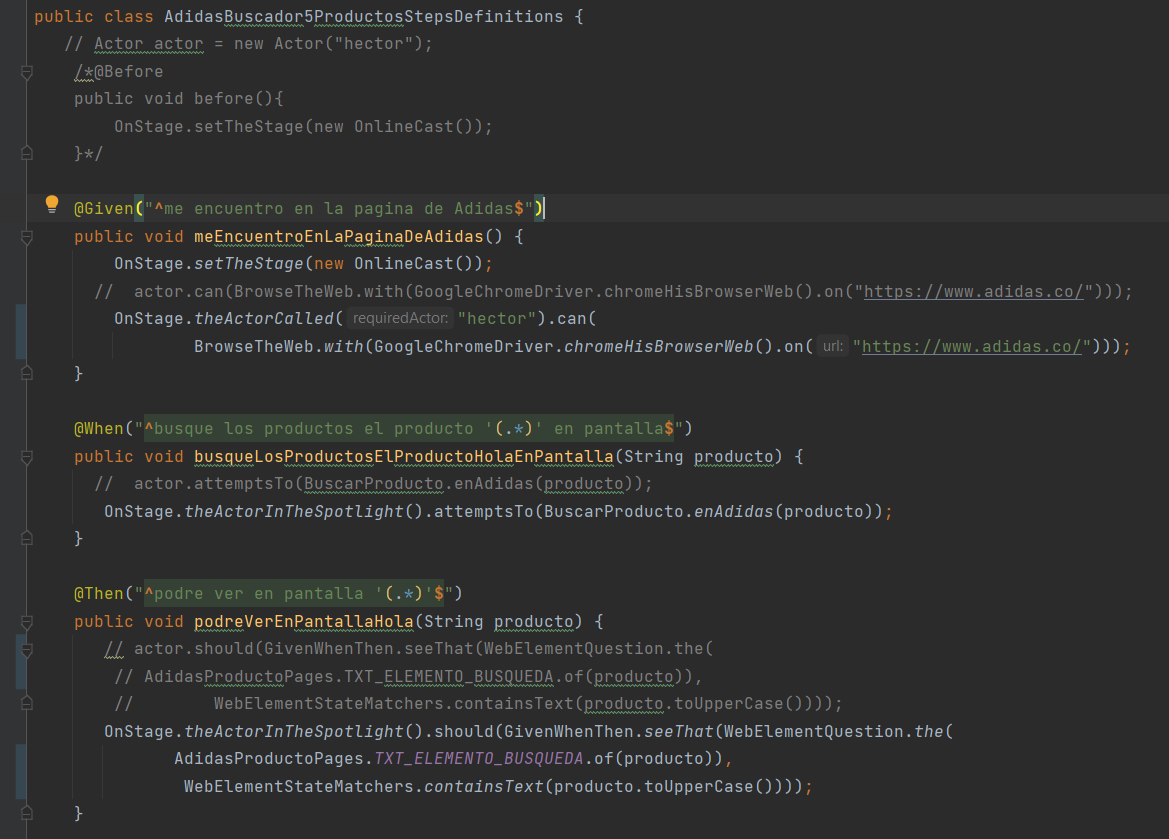 public class AdidasBuscador5ProductosStepsDefinitions {
// Actor actor = new Actor("hector");
/*@Before
public void before(){
OnStage.setTheStage(new OnlineCast());
}*/
@Given("^me encuentro en la pagina de Adidas$")
public void meEncuentroEnLaPaginaDeAdidas() {
OnStage.setTheStage(new OnlineCast());
//  actor.can(BrowseTheWeb.with(GoogleChromeDriver.chromeHisBrowserWeb().on("https://www.adidas.co/")));
OnStage.theActorCalled( requiredActor: "hector").can(
BrowseTheWeb.with(GoogleChromeDriver.chromeHisBrowserWeb().on( url: "https://www.adidas.co/")));
}
@When("^busque los productos el producto '(.*)' en pantalla$")
public void busqueLosProductosElProductoHolaEnPantalla(String producto) {
//  actor.attemptsTo(BuscarProducto.enAdidas(producto));
OnStage.theActorInTheSpotlight().attemptsTo(BuscarProducto.enAdidas(producto));
}
@Then("^podre ver en pantalla '(.*)'$")
public void podreVerEnPantallaHola(String producto) {
// actor.should(GivenWhenThen.seeThat(WebElementQuestion.the(
// AdidasProductoPages.TXT_ELEMENTO_BUSQUEDA.of(producto)),
//        WebElementStateMatchers.containsText(producto.toUpperCase())));
OnStage.theActorInTheSpotlight().should(GivenWhenThen.seeThat(WebElementQuestion.the(
AdidasProductoPages.TXT_ELEMENTO_BUSQUEDA.of(producto)),
WebElementStateMatchers.containsText(producto.toUpperCase())));
}